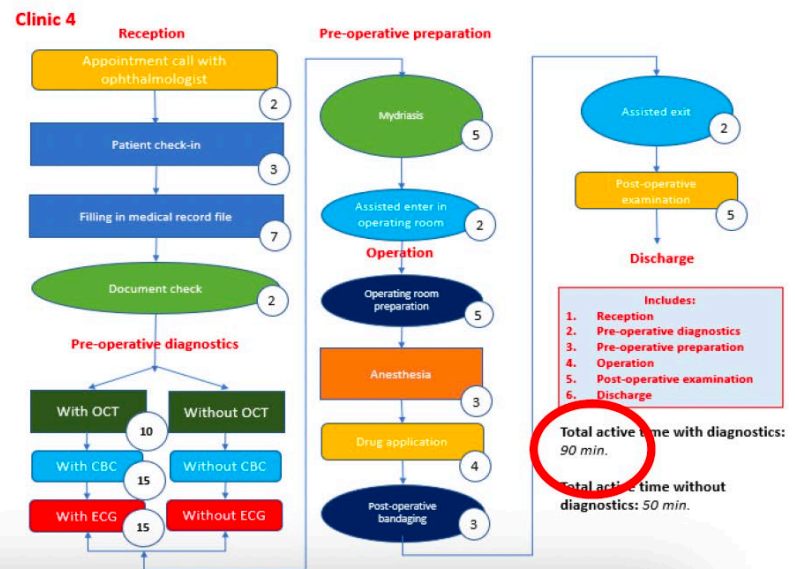 Clinic 4
Reception
Appointment call with
ophthalmologist
2
Patient check-in
3
Filling in medical record file
7
Document check
2
Pre-operative diagnostics
With OCT
10
Without OCT
With CBC
15
Without CBC
With ECG
15
Without ECG
Pre-operative preparation
Mydriasis
5
Assisted enter in
operating room
2
Operation
Operating room
preparation
5
Anesthesia
3
Drug application
4
Post-operative
bandaging
3
Assisted exit
2
Post-operative
examination
5
Discharge
Includes:
1. Reception
2. Pre-operative diagnostics
3. Pre-operative preparation
4. Operation
5. Post-operative examination
6. Discharge
Total active time with diagnostics:
90 min.
Total active time without
diagnostics: 50 min.